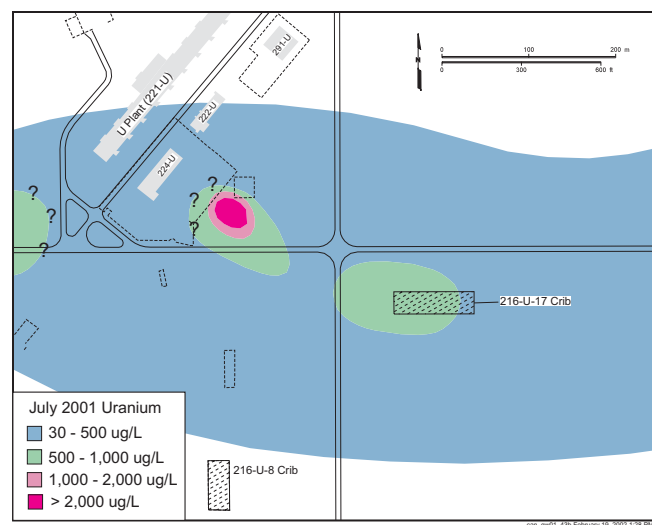 291-U
0 100 200 m
U Plant (221-U)
N
0 300 600 ft
222-U
224-U
?
?
?
?
?
?
216-U-17 Crib
July 2001 Uranium
30 - 500 ug/L
500 - 1,000 ug/L
1,000 - 2,000 ug/L
> 2,000 ug/L
216-U-8 Crib